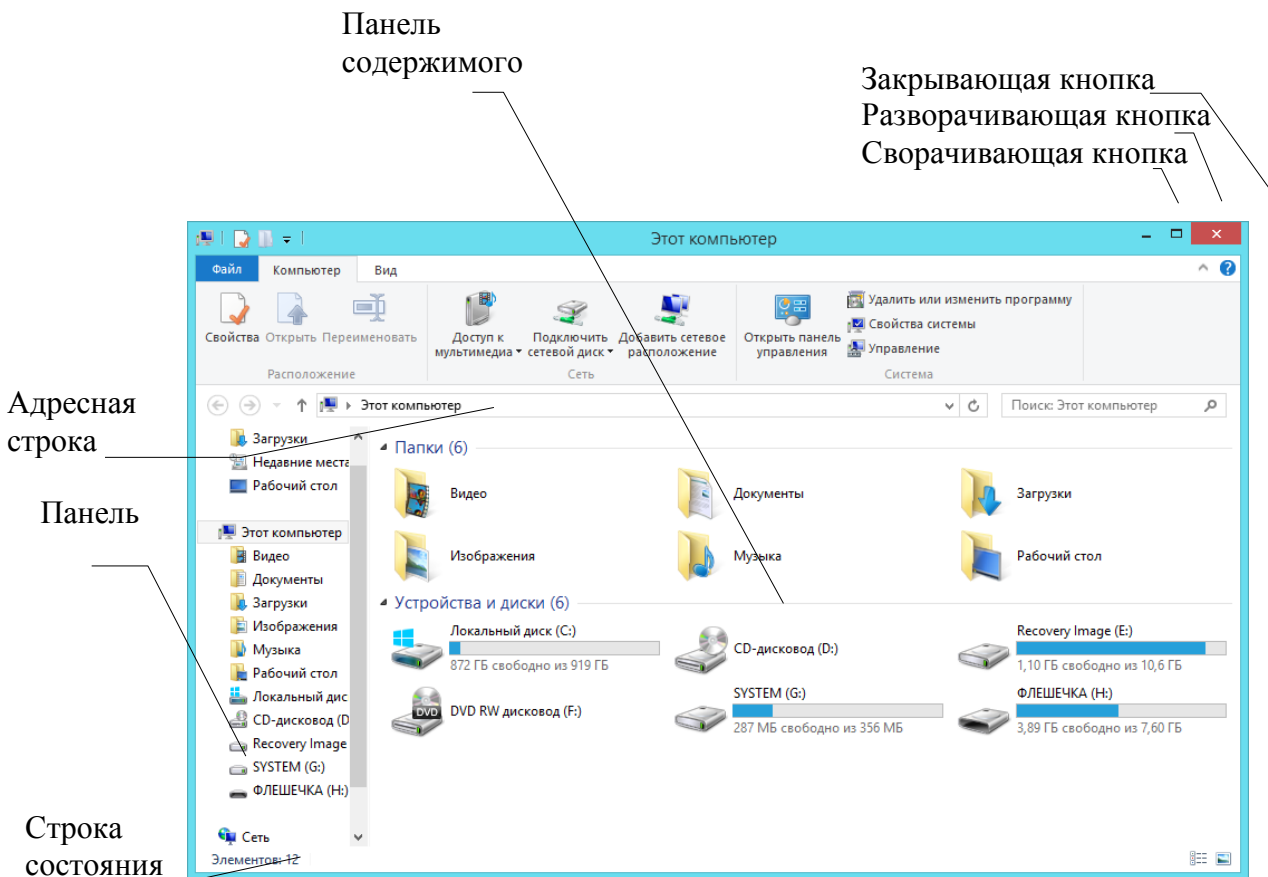 Панель
содержимого
Закрывающая кнопка
Разворачивающая кнопка
Сворачивающая кнопка
Этот компьютер
Файл Компьютер Вид
Удалить или изменить программу
Свойства системы
Управление
Свойства Открыть Переименовать
Доступ к мультимедиа
Подключить сетевой диск
Добавить сетевое расположение
Открыть панель управления
Расположение Сеть Система
Адресная
строка
Этот компьютер
Поиск: Этот компьютер
Загрузки
Недавние места
Рабочий стол
Панель
Этот компьютер
Видео
Документы
Загрузки
Изображения
Музыка
Рабочий стол
Локальный дис
CD-дисковод (D
Recovery Image
SYSTEM (G:)
ФЛЕШЕЧКА (H:)
Сеть
Папки (6)
Видео Документы Загрузки
Изображения Музыка Рабочий стол
Устройства и диски (6)
Локальный диск (C:)
872 ГБ свободно из 919 ГБ
CD-дисковод (D:)
Recovery Image (E:)
1,10 ГБ свободно из 10,6 ГБ
DVD
DVD RW дисковод (F:)
SYSTEM (G:)
287 МБ свободно из 356 МБ
ФЛЕШЕЧКА (H:)
3,89 ГБ свободно из 7,60 ГБ
Строка
состояния
Элементов: 12